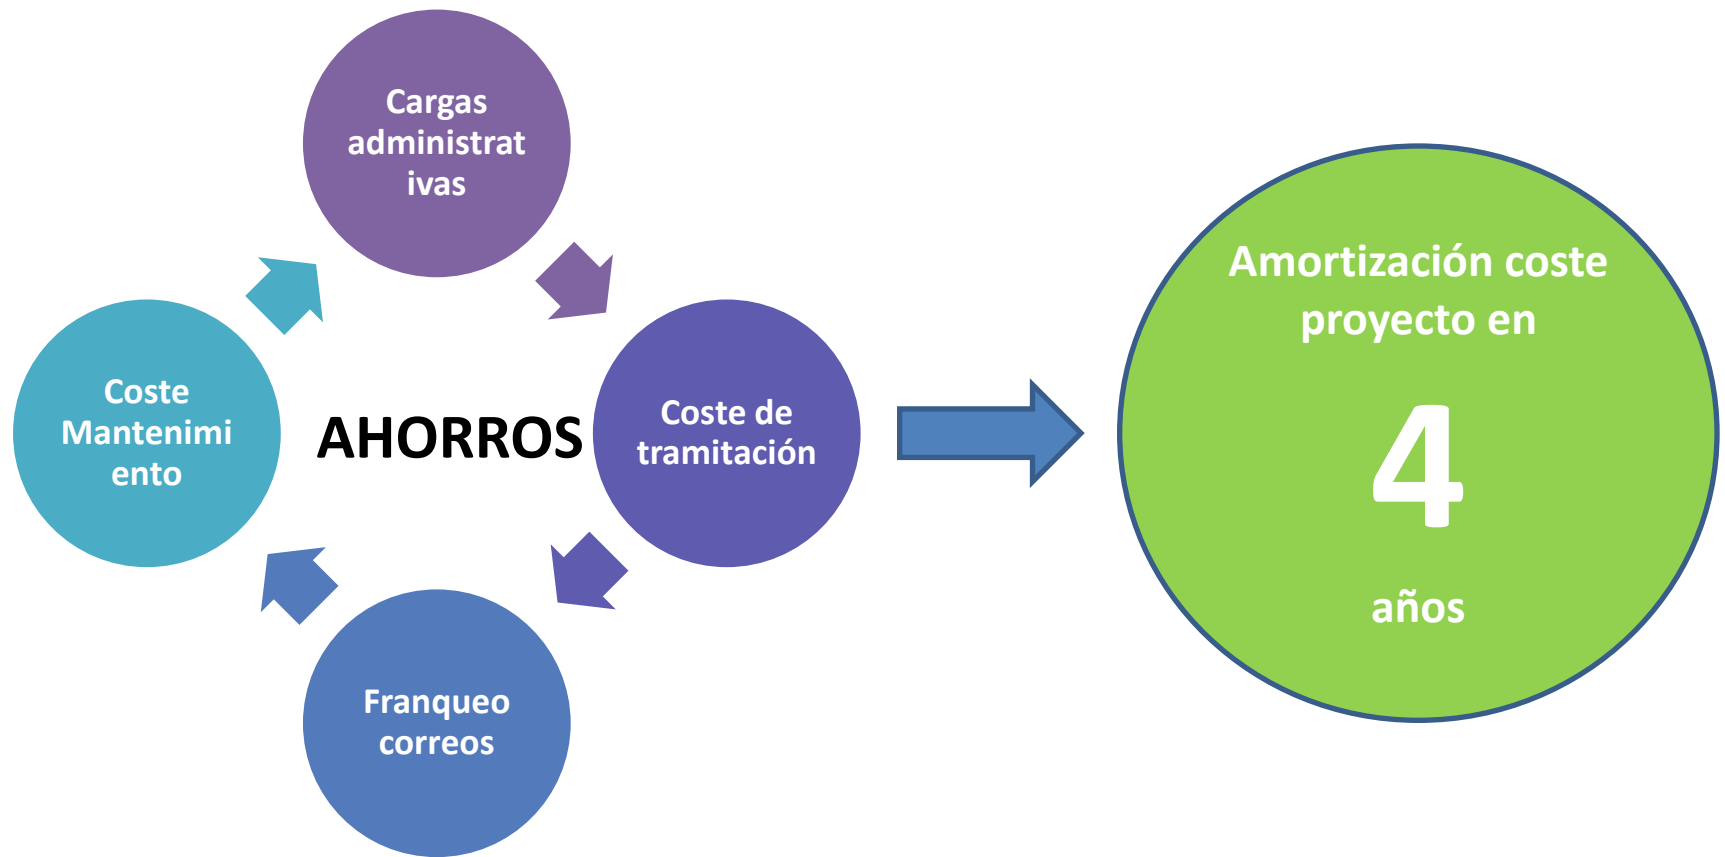 Cargas
administrat
ivas
Coste
Mantenimi
ento
AHORROS
Coste de
tramitación
Franqueo
correos
Amortización coste
proyecto en
4
años